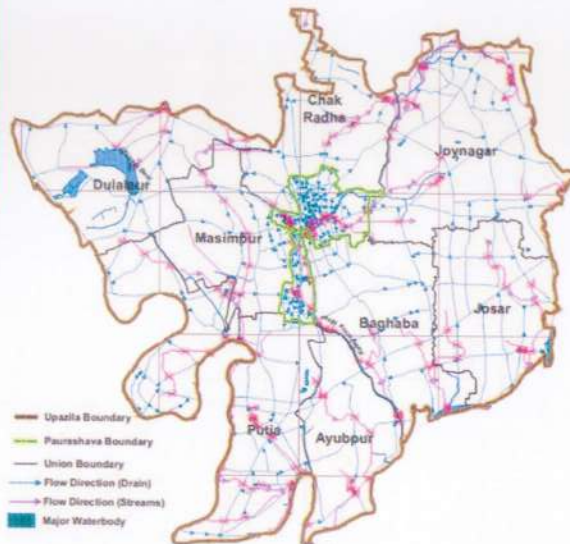 Chak
Radha
Joynagar
Dulalpur
Masimpur
Josar
Baghaba
Putia
Ayubpur
Upazila Boundary
Paurashava Boundary
Union Boundary
Flow Direction (Drain)
Flow Direction (Streams)
Major Waterbody